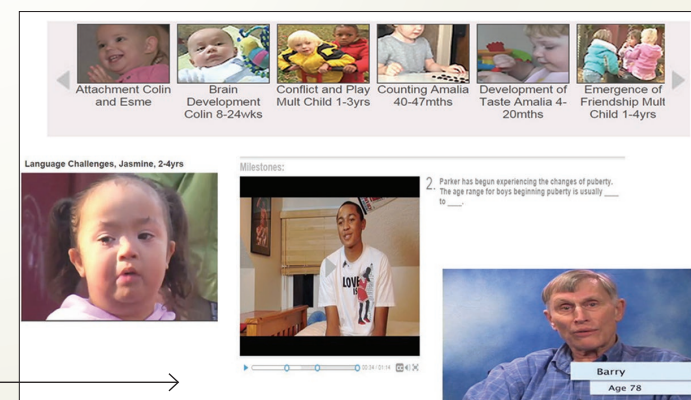 Attachment Colin
and Esme
Brain
Development
Colin 8-24wks
Conflict and Play
Mult Child 1-3yrs
Counting Amalia
40-47mths
Development of
Taste Amalia 4-
20mths
Emergence of
Friendship Mult
Child 1-4yrs
Language Challenges, Jasmine, 2-4yrs
Milestones:
LOVE
2. Parker has begun experiencing the changes of puberty.
The age range for boys beginning puberty is usually ____
to ____.
Barry
Age 78